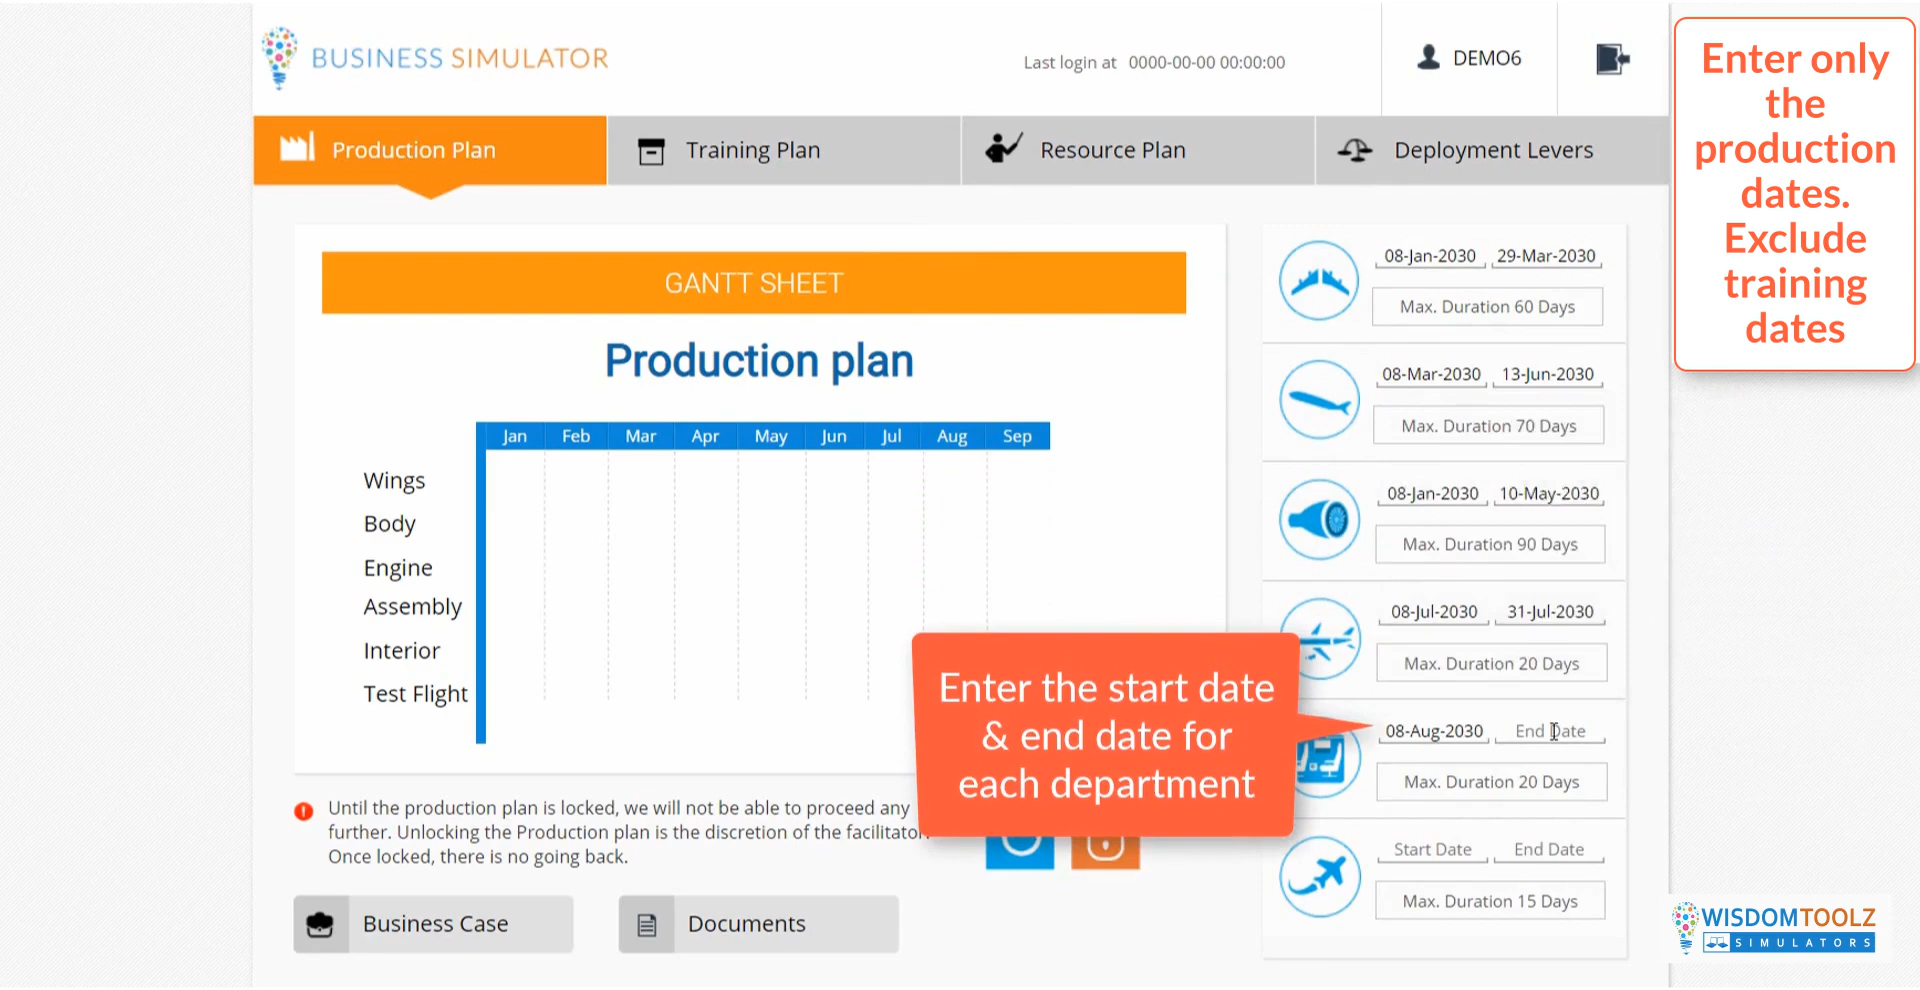 BUSINESS SIMULATOR
Last login at 0000-00-00 00:00:00
DEMO6
Production Plan
Training Plan
Resource Plan
Deployment Levers
Enter only
the
production
dates.
Exclude
training
dates
GANTT SHEET
Production plan
Jan Feb Mar Apr May Jun Jul Aug Sep
Wings
Body
Engine
Assembly
Interior
Test Flight
08-Jan-2030 29-Mar-2030
Max. Duration 60 Days
08-Mar-2030 13-Jun-2030
Max. Duration 70 Days
08-Jan-2030 10-May-2030
Max. Duration 90 Days
08-Jul-2030 31-Jul-2030
Max. Duration 20 Days
08-Aug-2030 End Date
Max. Duration 20 Days
Start Date End Date
Max. Duration 15 Days
Enter the start date
& end date for
each department
Until the production plan is locked, we will not be able to proceed any
further. Unlocking the Production plan is the discretion of the facilitator
Once locked, there is no going back.
Business Case
Documents
WISDOMTOOLZ
SIMULATORS